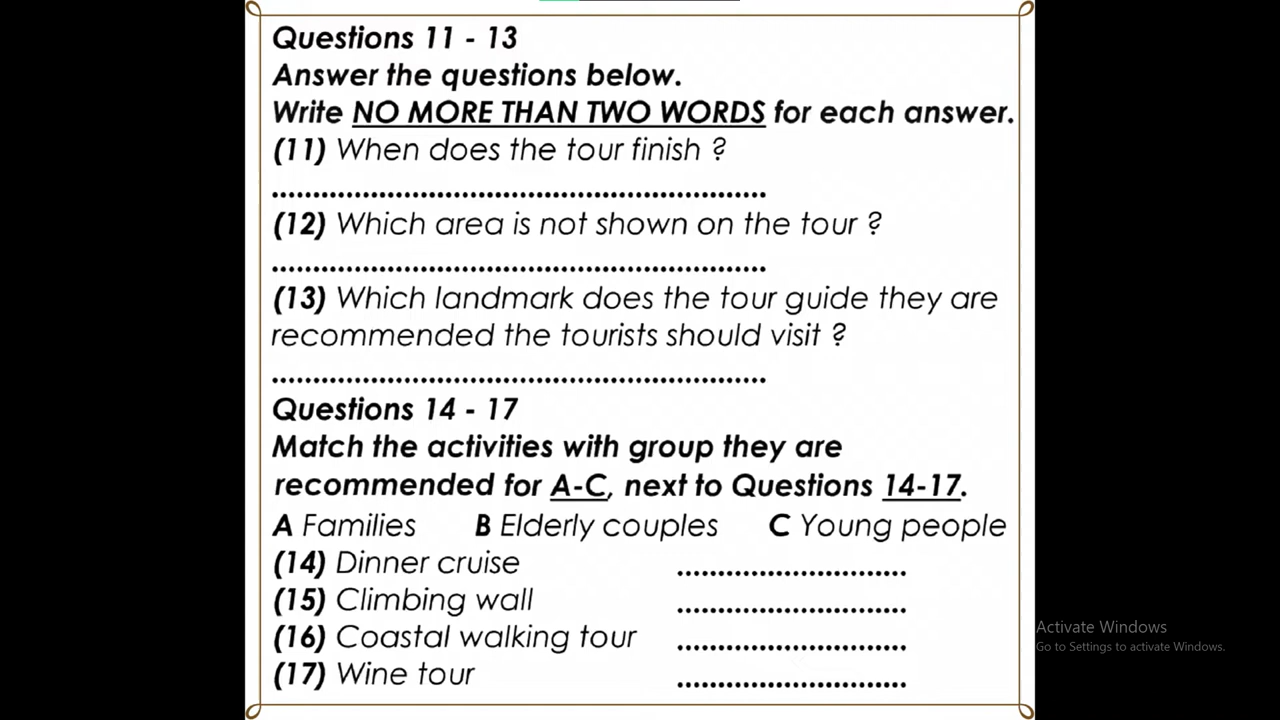 Questions 11 - 13
Answer the questions below.
Write NO MORE THAN TWO WORDS for each answer.
(11) When does the tour finish ?
............................................................
(12) Which area is not shown on the tour ?
............................................................
(13) Which landmark does the tour guide they are
recommended the tourists should visit ?
............................................................
Questions 14 - 17
Match the activities with group they are
recommended for A-C, next to Questions 14-17.
A Families B Elderly couples C Young people
(14) Dinner cruise ............................
(15) Climbing wall ............................
(16) Coastal walking tour ............................
(17) Wine tour ............................
Activate Windows
Go to Settings to activate Windows.